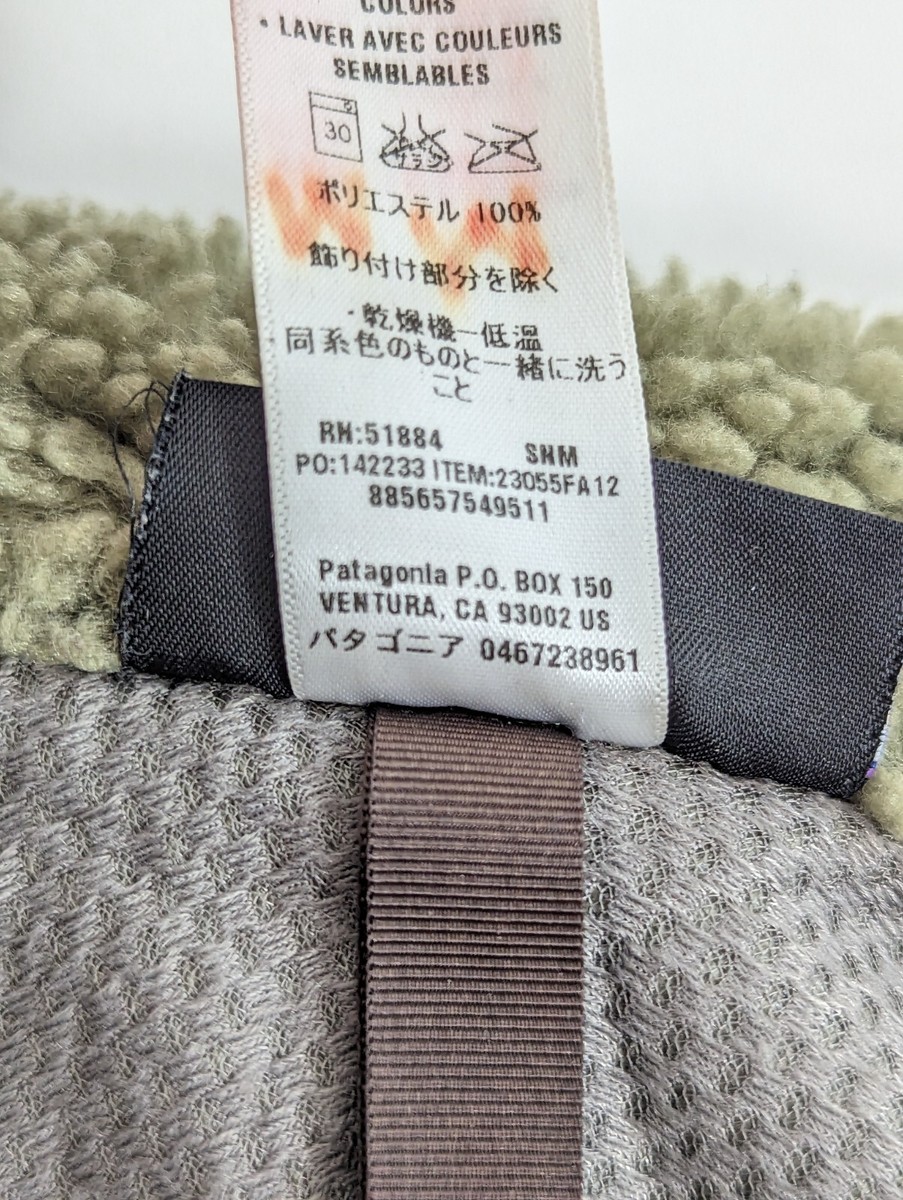 COLORS
• LAVER AVEC COULEURS
SEMBLABLES
30
ポリエステル 100%
飾り付け部分を除く
・乾燥機ー低温
同系色のものと一緒に洗う
こと
RN:51884 SNM
PO:142233 ITEM:23055FA12
885657549511
Patagonia P.O. BOX 150
VENTURA, CA 93002 US
パタゴニア 0467238961